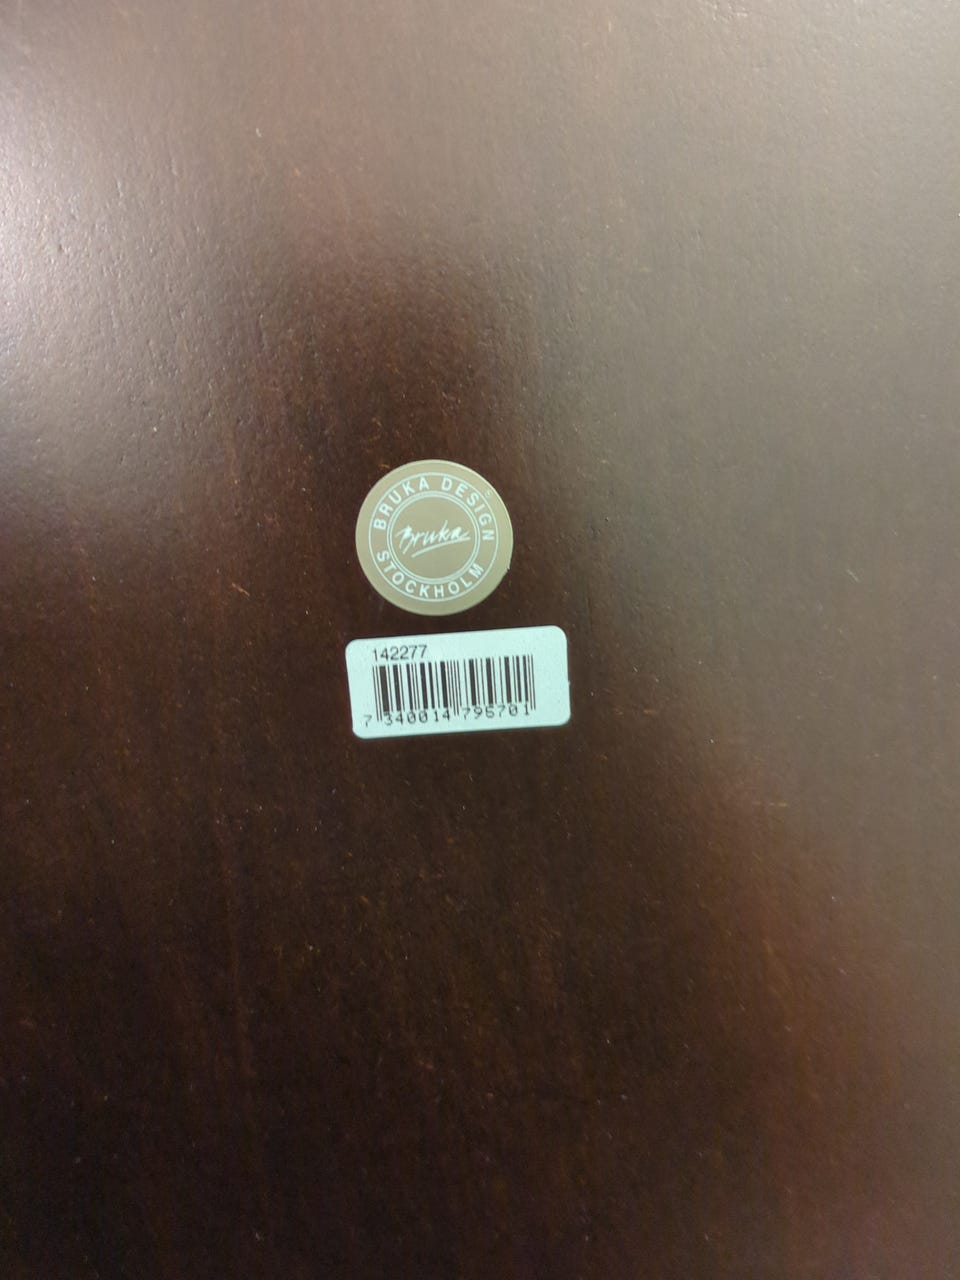 BRUKA DESIGN
Bruka
STOCKHOLM
142277
7 340014 795701